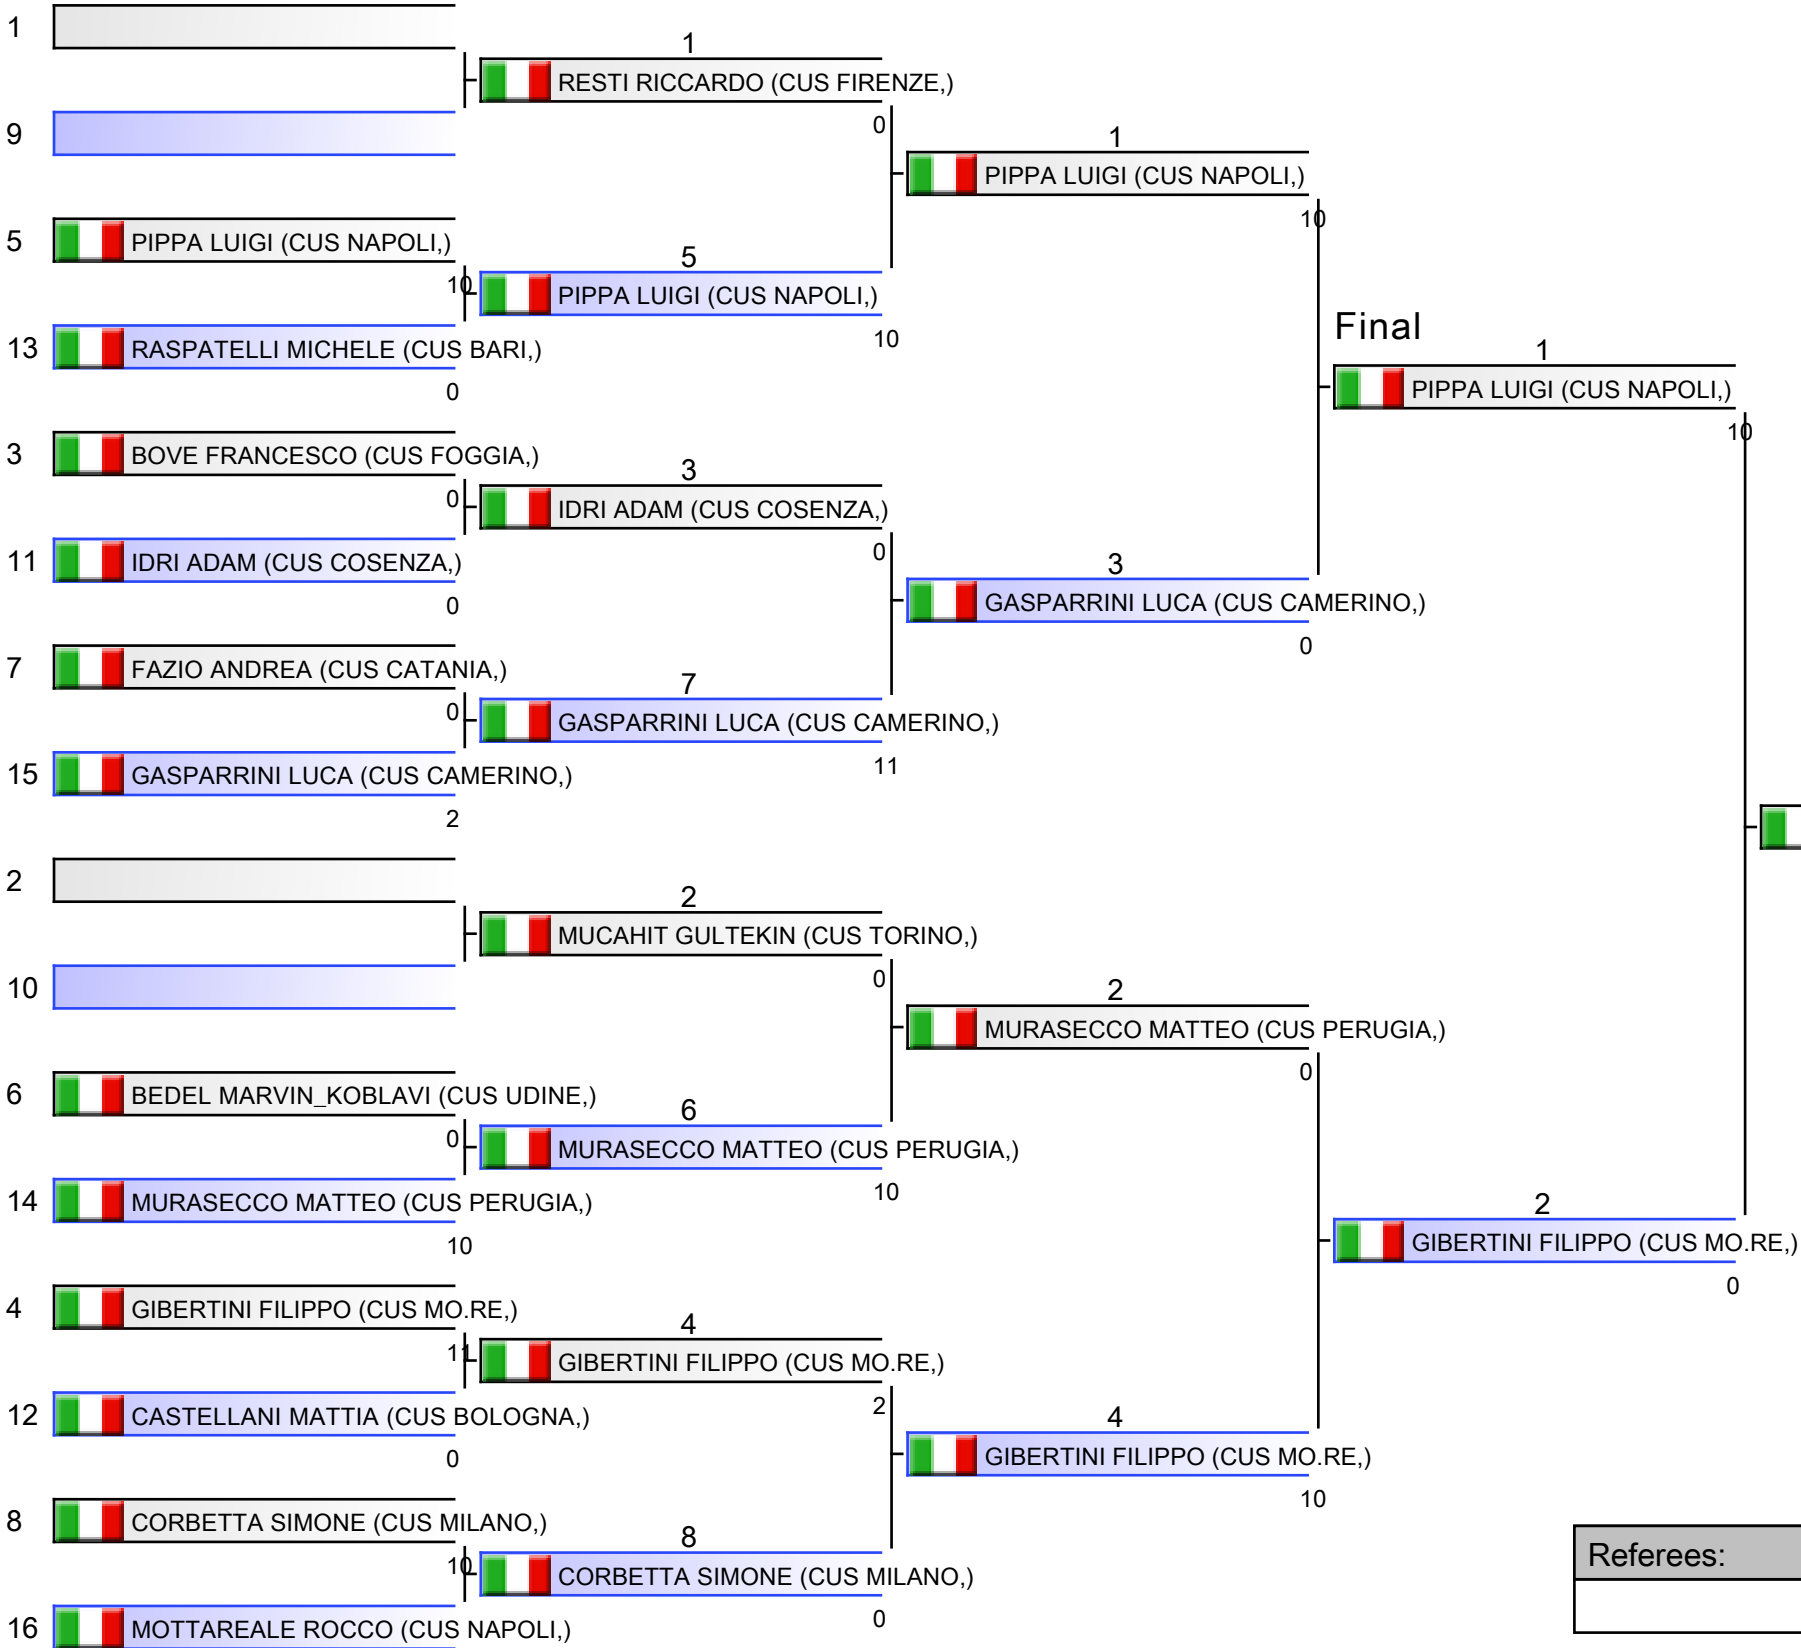 1
1
RESTI RICCARDO (CUS FIRENZE,)
0
9
1
PIPPA LUIGI (CUS NAPOLI,)
10
5
PIPPA LUIGI (CUS NAPOLI,)
10
5
PIPPA LUIGI (CUS NAPOLI,)
10
13
RASPATELLI MICHELE (CUS BARI,)
0
Final
1
PIPPA LUIGI (CUS NAPOLI,)
10
3
BOVE FRANCESCO (CUS FOGGIA,)
0
3
IDRI ADAM (CUS COSENZA,)
0
11
IDRI ADAM (CUS COSENZA,)
0
3
GASPARRINI LUCA (CUS CAMERINO,)
0
7
FAZIO ANDREA (CUS CATANIA,)
0
7
GASPARRINI LUCA (CUS CAMERINO,)
11
15
GASPARRINI LUCA (CUS CAMERINO,)
2
2
2
MUCAHIT GULTEKIN (CUS TORINO,)
0
10
2
MURASECCO MATTEO (CUS PERUGIA,)
0
6
BEDEL MARVIN_KOBLAVI (CUS UDINE,)
0
6
MURASECCO MATTEO (CUS PERUGIA,)
10
14
MURASECCO MATTEO (CUS PERUGIA,)
10
2
GIBERTINI FILIPPO (CUS MO.RE,)
0
4
GIBERTINI FILIPPO (CUS MO.RE,)
11
4
GIBERTINI FILIPPO (CUS MO.RE,)
2
12
CASTELLANI MATTIA (CUS BOLOGNA,)
0
4
GIBERTINI FILIPPO (CUS MO.RE,)
10
8
CORBETTA SIMONE (CUS MILANO,)
10
8
CORBETTA SIMONE (CUS MILANO,)
0
16
MOTTAREALE ROCCO (CUS NAPOLI,)
Referees: